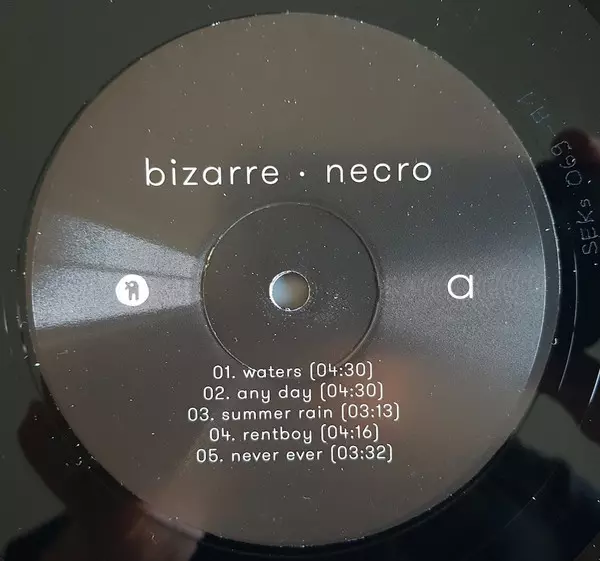 bizarre · necro
a
01. waters (04:30)
02. any day (04:30)
03. summer rain (03:13)
04. rentboy (04:16)
05. never ever (03:32)
SEKs 069 - A1